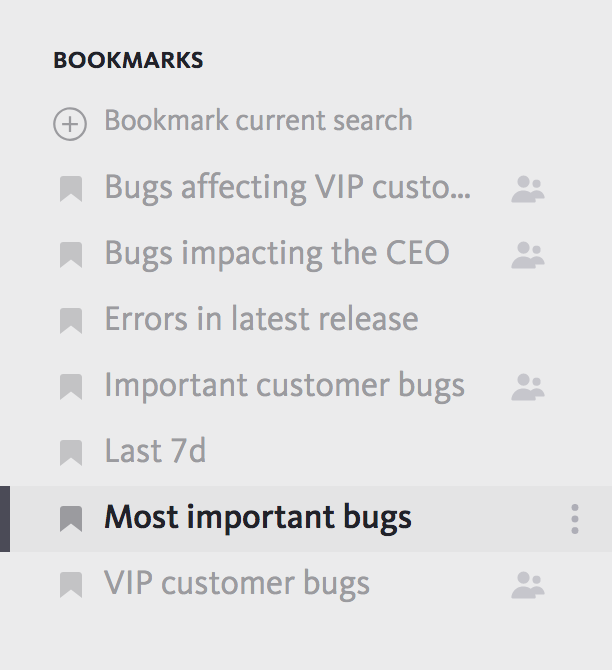 BOOKMARKS
Bookmark current search
Bugs affecting VIP custo...
Bugs impacting the CEO
Errors in latest release
Important customer bugs
Last 7d
Most important bugs
VIP customer bugs